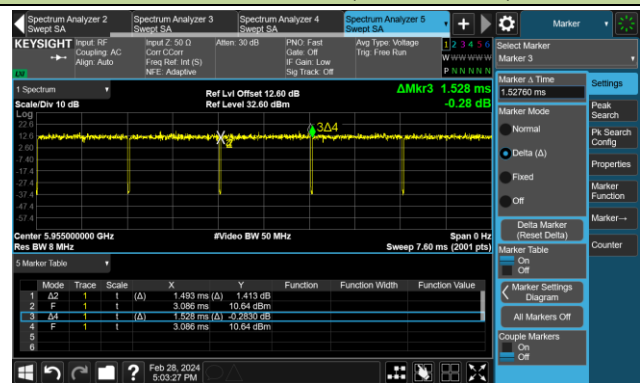 Spectrum Analyzer 2
Swept SA
Spectrum Analyzer 3
Swept SA
Spectrum Analyzer 4
Swept SA
Spectrum Analyzer 5
Swept SA
Marker
KEYSIGHT
Input: RF
Coupling: AC
Align: Auto
Input Z: 50 Ω
Corr CCorr
Freq Ref: Int (S)
NFE: Adaptive
Atten: 30 dB
PNO: Fast
Gate: Off
IF Gain: Low
Sig Track: Off
Avg Type: Voltage
Trig: Free Run
1 2 3 4 5 6
W W W W W W
P N N N N N
LXI
Select Marker
Marker 3
1 Spectrum
Scale/Div 10 dB
Log
Ref Lvl Offset 12.60 dB
Ref Level 32.60 dBm
ΔMkr3 1.528 ms
-0.28 dB
22.6
12.6
2.60
-7.40
-17.4
-27.4
-37.4
-47.4
-57.4
3Δ4
Center 5.955000000 GHz
Res BW 8 MHz
#Video BW 50 MHz
Span 0 Hz
Sweep 7.60 ms (2001 pts)
5 Marker Table
Mode Trace Scale X Y Function Function Width Function Value
1 Δ2 1 t (Δ) 1.493 ms (Δ) 1.413 dB
2 F 1 t 3.086 ms 10.64 dBm
3 Δ4 1 t (Δ) 1.528 ms (Δ) -0.2830 dB
4 F 1 t 3.086 ms 10.64 dBm
5
6
Marker Δ Time
1.52760 ms
Marker Mode
Normal
Delta (Δ)
Fixed
Off
Delta Marker
(Reset Delta)
Marker Table
On
Off
Marker Settings
Diagram
All Markers Off
Couple Markers
On
Off
Settings
Peak
Search
Pk Search
Config
Properties
Marker
Function
Marker→
Counter
?
Feb 28, 2024
5:03:27 PM